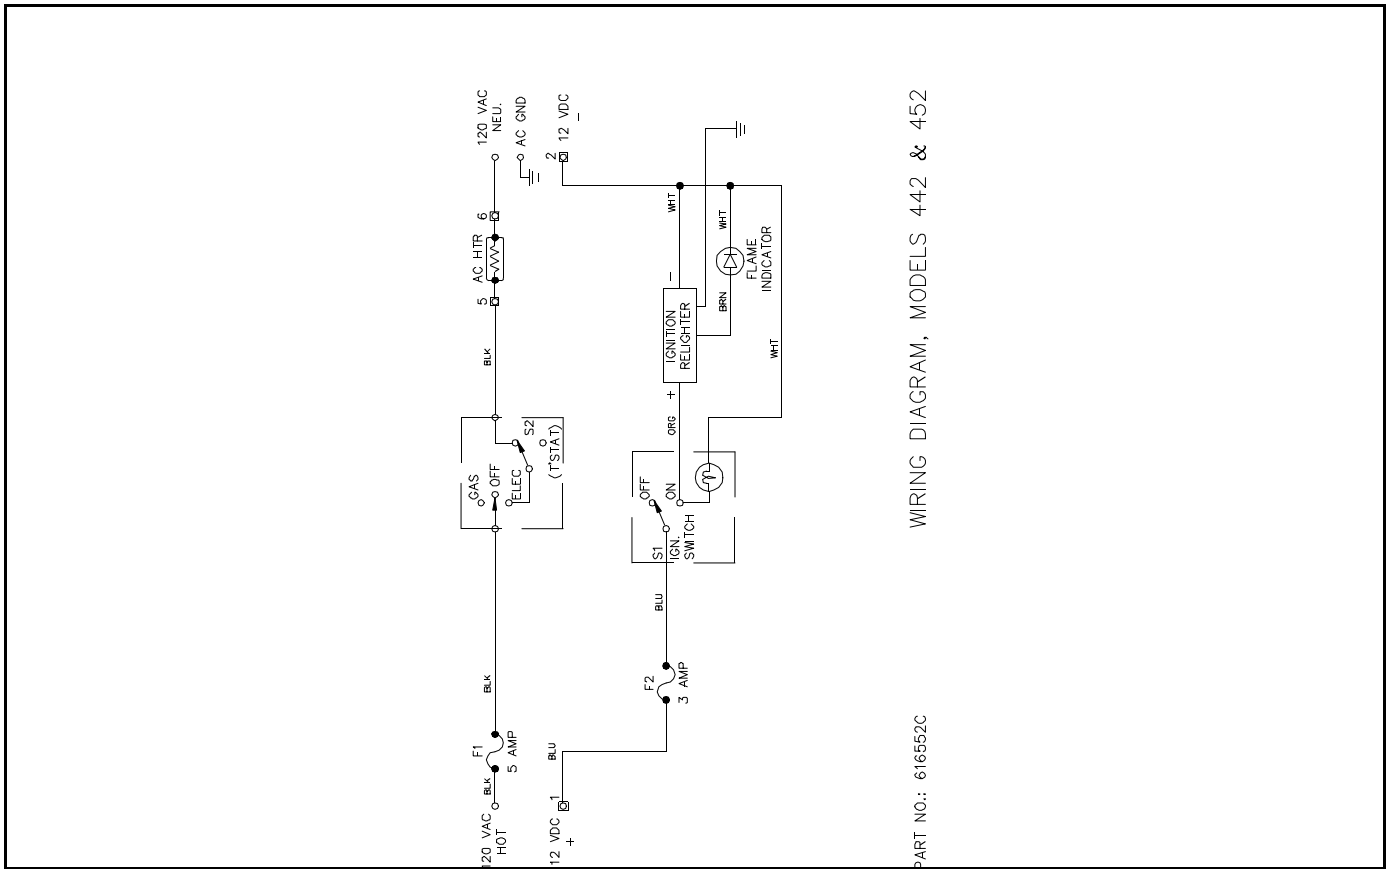 120 VAC
NEU.
AC GND
12 VDC
−
2
6
AC HTR
5
BLK
S2
(T'STAT)
GAS
OFF
ELEC
BLK
F1
5 AMP
BLK
120 VAC
HOT
WHT
WHT
FLAME
INDICATOR
−
IGNITION
RELIGHTER
BRN
WHT
+
ORG
OFF
ON
S1
IGN.
SWITCH
BLU
F2
3 AMP
BLU
1
12 VDC
+
WIRING DIAGRAM, MODELS 442 & 452
PART NO.: 616552C